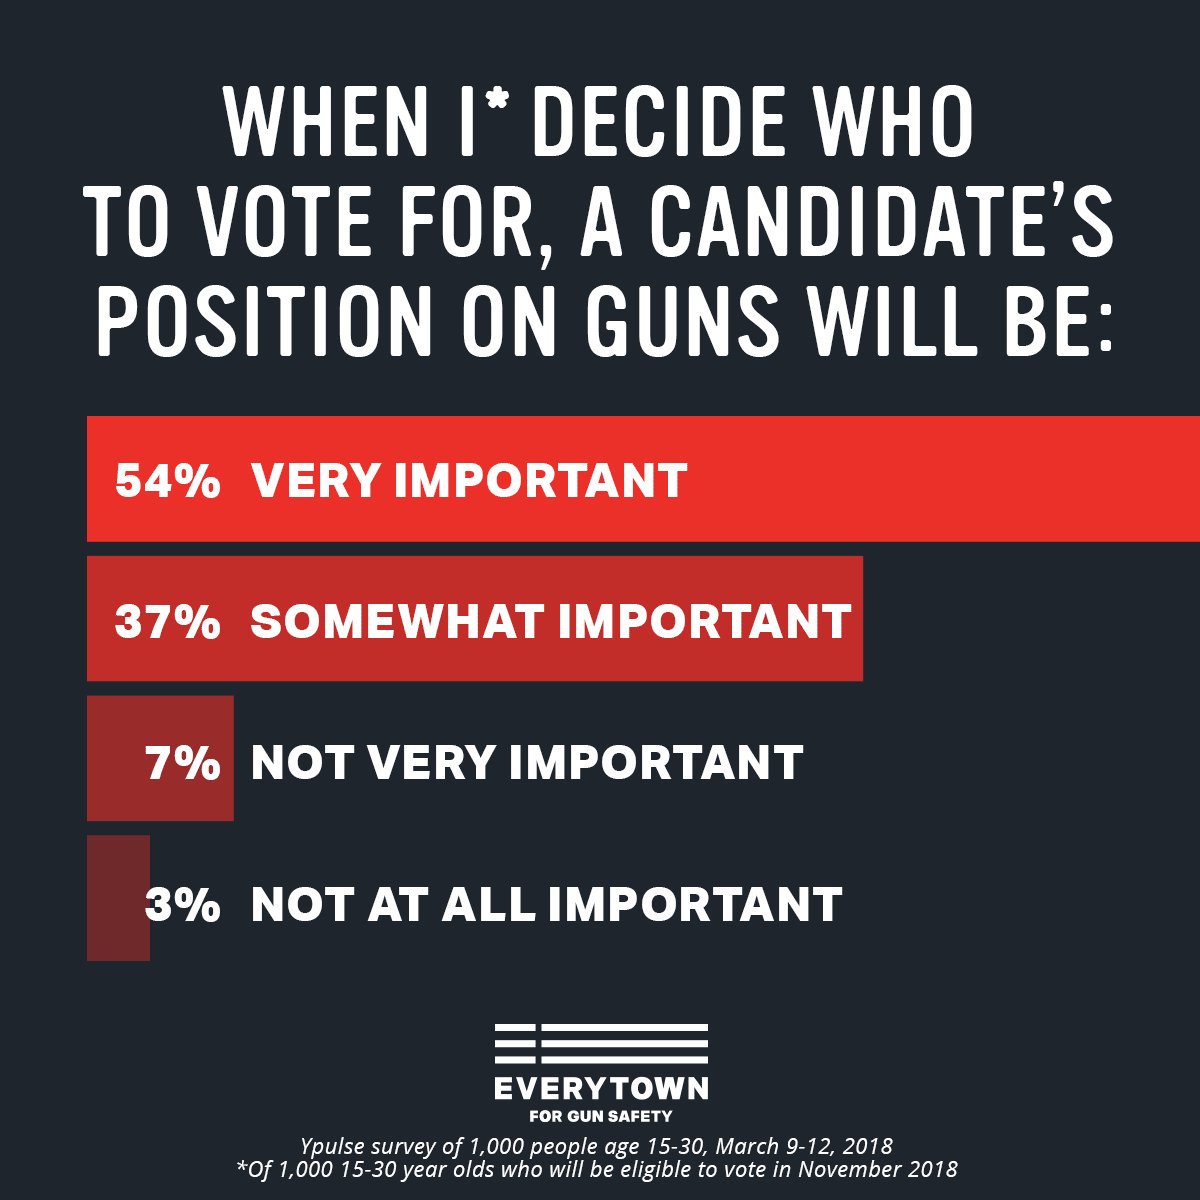 WHEN I* DECIDE WHO
TO VOTE FOR, A CANDIDATE'S
POSITION ON GUNS WILL BE:
54% VERY IMPORTANT
37% SOMEWHAT IMPORTANT
7% NOT VERY IMPORTANT
3% NOT AT ALL IMPORTANT
EVERYTOWN
FOR GUN SAFETY
Ypulse survey of 1,000 people age 15-30, March 9-12, 2018
*Of 1,000 15-30 year olds who will be eligible to vote in November 2018